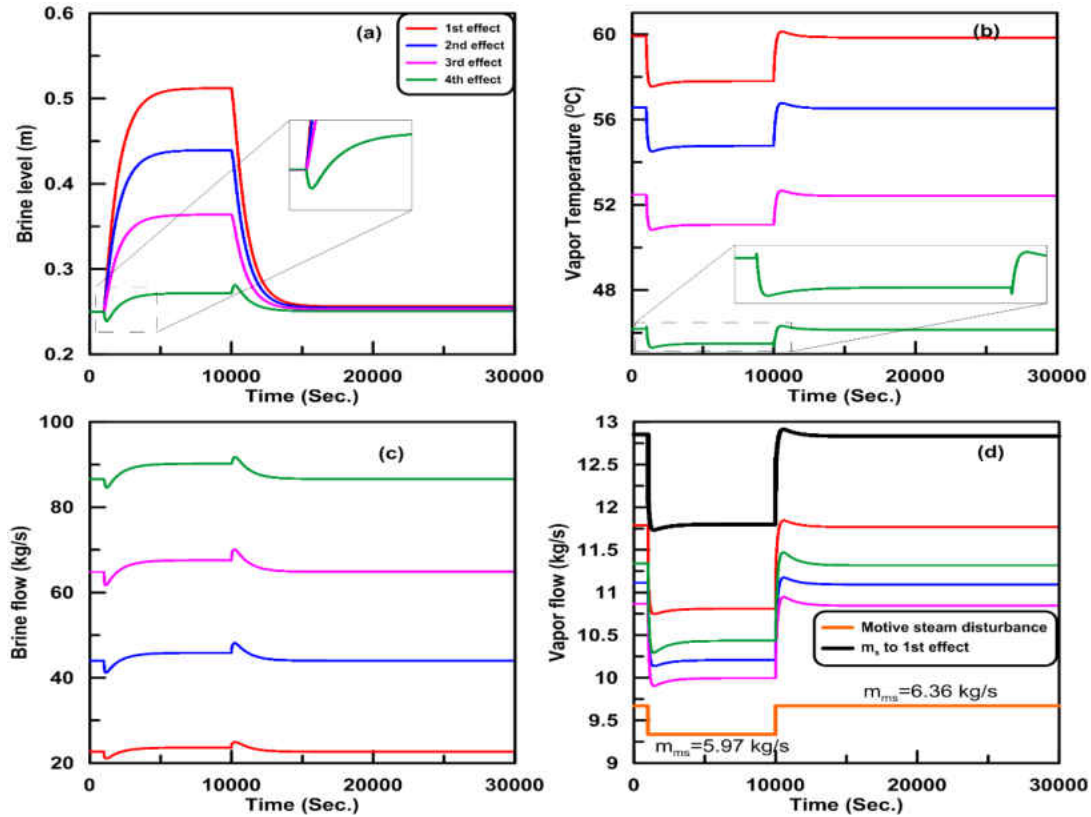 0.6
0.5
0.4
0.3
0.2
Brine level (m)
(a)
1st effect
2nd effect
3rd effect
4th effect
0 10000 20000 30000
Time (Sec.)
60
56
52
48
Vapor Temperature (ºC)
(b)
0 10000 20000 30000
Time (Sec.)
100
80
60
40
20
Brine flow (kg/s)
(c)
0 10000 20000 30000
Time (Sec.)
13
12.5
12
11.5
11
10.5
10
9.5
9
Vapor flow (kg/s)
(d)
Motive steam disturbance
mₛ to 1st effect
mₘₛ=6.36 kg/s
mₘₛ=5.97 kg/s
0 10000 20000 30000
Time (Sec.)